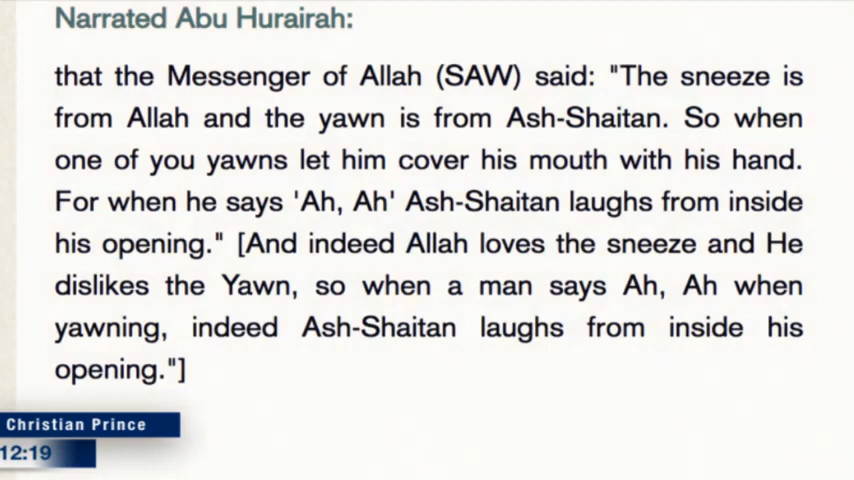 Narrated Abu Hurairah:
that the Messenger of Allah (SAW) said: "The sneeze is
from Allah and the yawn is from Ash-Shaitan. So when
one of you yawns let him cover his mouth with his hand.
For when he says 'Ah, Ah' Ash-Shaitan laughs from inside
his opening." [And indeed Allah loves the sneeze and He
dislikes the Yawn, so when a man says Ah, Ah when
yawning, indeed Ash-Shaitan laughs from inside his
opening."]
Christian Prince
12:19